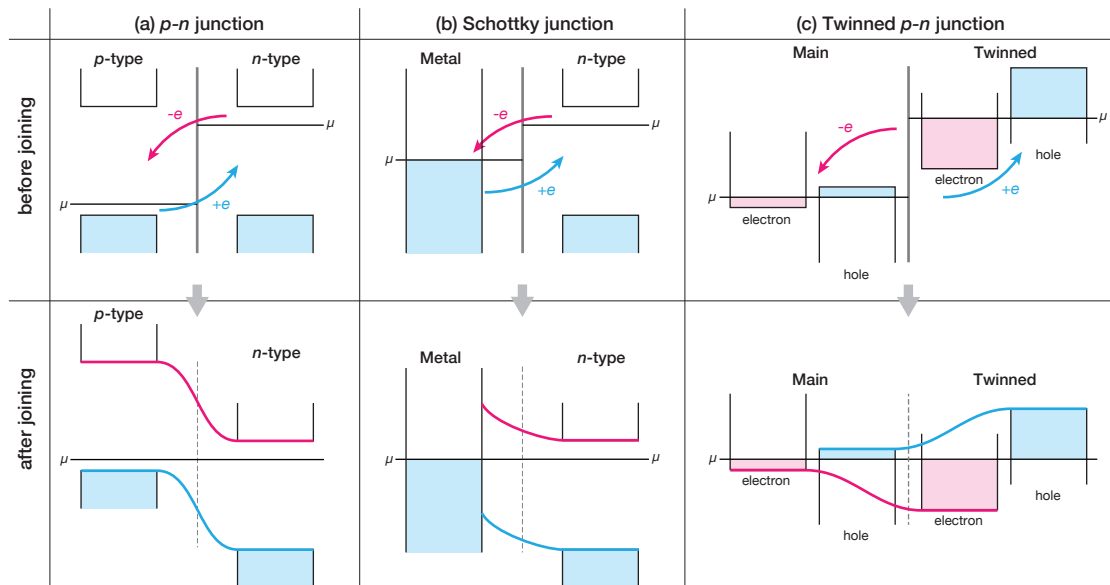 (a) p-n junction
(b) Schottky junction
(c) Twinned p-n junction
before joining
p-type
n-type
-e
μ
μ
+e
Metal
n-type
-e
μ
+e
Main
Twinned
-e
μ
hole
electron
μ
electron
+e
hole
after joining
p-type
n-type
μ
Metal
n-type
μ
Main
Twinned
μ
electron
electron
hole
hole